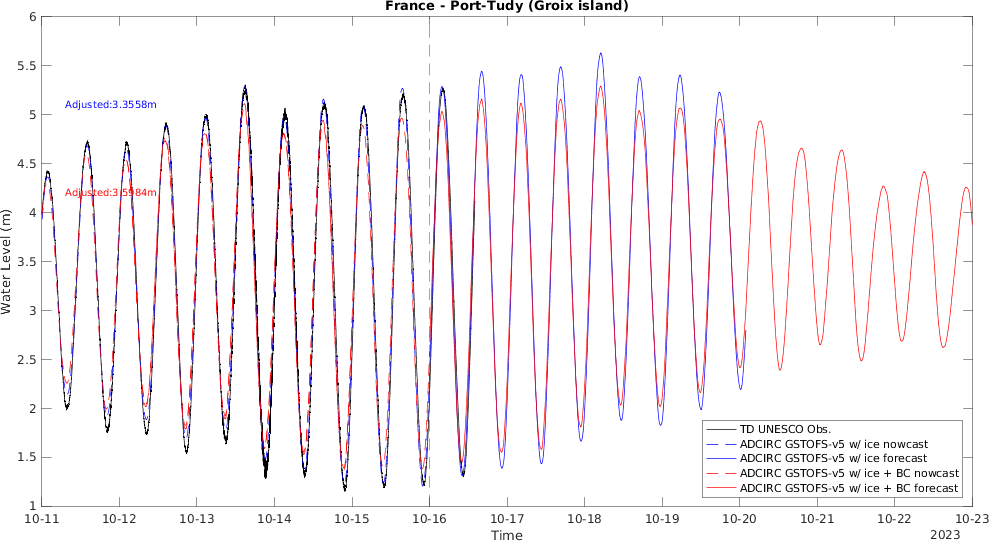 France - Port-Tudy (Groix island)
Water Level (m)
6
5.5
5
4.5
4
3.5
3
2.5
2
1.5
1
Adjusted:3.3558m
Adjusted:3.5984m
TD UNESCO Obs.
ADCIRC GSTOFS-v5 w/ ice nowcast
ADCIRC GSTOFS-v5 w/ ice forecast
ADCIRC GSTOFS-v5 w/ ice + BC nowcast
ADCIRC GSTOFS-v5 w/ ice + BC forecast
10-11 10-12 10-13 10-14 10-15 10-16 10-17 10-18 10-19 10-20 10-21 10-22 10-23
Time
2023